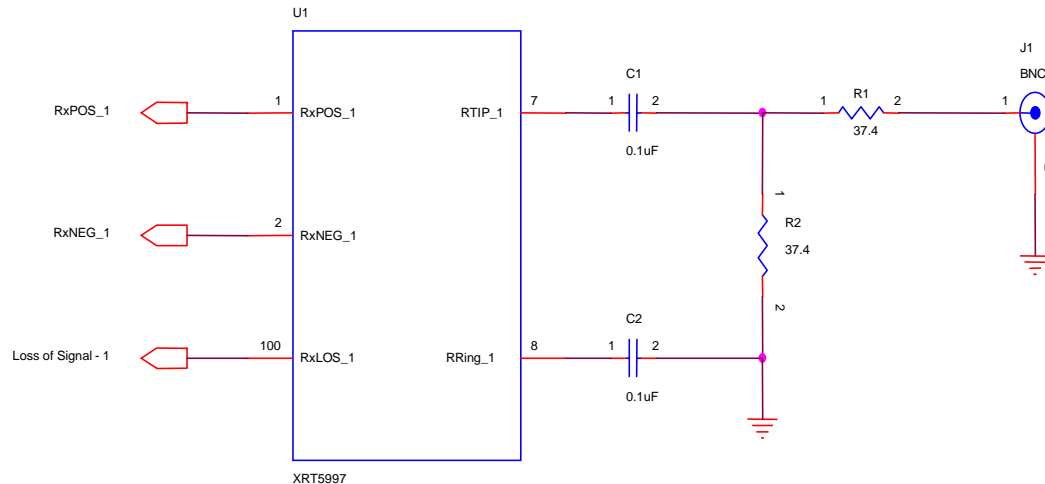 U1
J1
BNC
C1
R1
RxPOS_1
1
RxPOS_1
RTIP_1
7
1
2
1
2
1
37.4
0.1uF
1
R2
RxNEG_1
2
RxNEG_1
37.4
2
C2
Loss of Signal - 1
100
RxLOS_1
RRing_1
8
1
2
0.1uF
XRT5997